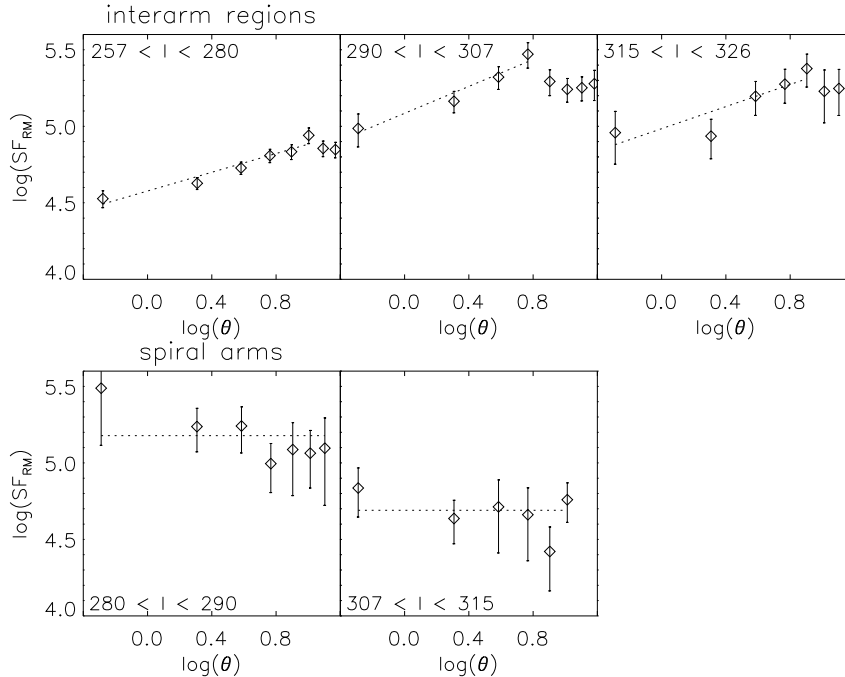 interarm regions
257 < l < 280
290 < l < 307
315 < l < 326
log(SF_RM)
5.5
5.0
4.5
4.0
0.0 0.4 0.8
0.0 0.4 0.8
0.0 0.4 0.8
log(θ)
log(θ)
log(θ)
spiral arms
log(SF_RM)
5.5
5.0
4.5
4.0
280 < l < 290
307 < l < 315
0.0 0.4 0.8
0.0 0.4 0.8
log(θ)
log(θ)